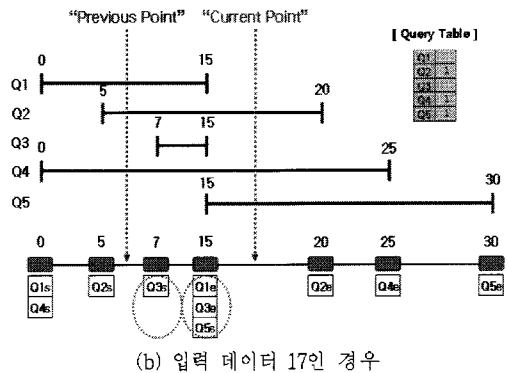 "Previous Point" "Current Point"
[ Query Table ]
Q1
Q2 1
Q3
Q4 1
Q5 1
0 15
Q1
5 20
Q2
7 15
Q3
0 25
Q4
15 30
Q5
0 5 7 15 20 25 30
Q1s Q2s Q3s Q1e Q2e Q4e Q5e
Q4s Q3e
Q5s
(b) 입력 데이터 17인 경우